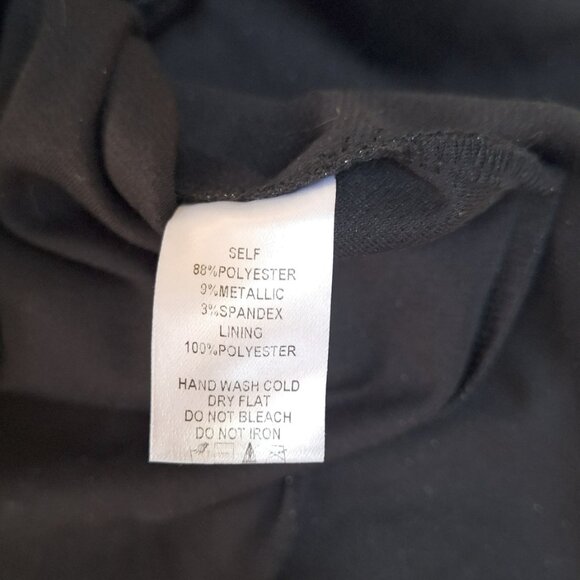 SELF
88%POLYESTER
9%METALLIC
3%SPANDEX
LINING
100%POLYESTER
HAND WASH COLD
DRY FLAT
DO NOT BLEACH
DO NOT IRON